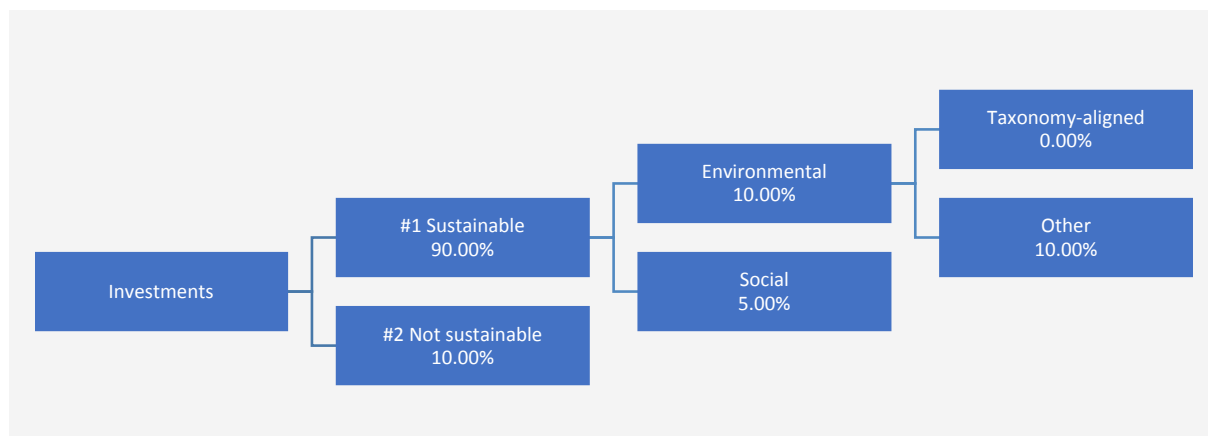 Investments
#1 Sustainable
90.00%
#2 Not sustainable
10.00%
Environmental
10.00%
Social
5.00%
Taxonomy-aligned
0.00%
Other
10.00%